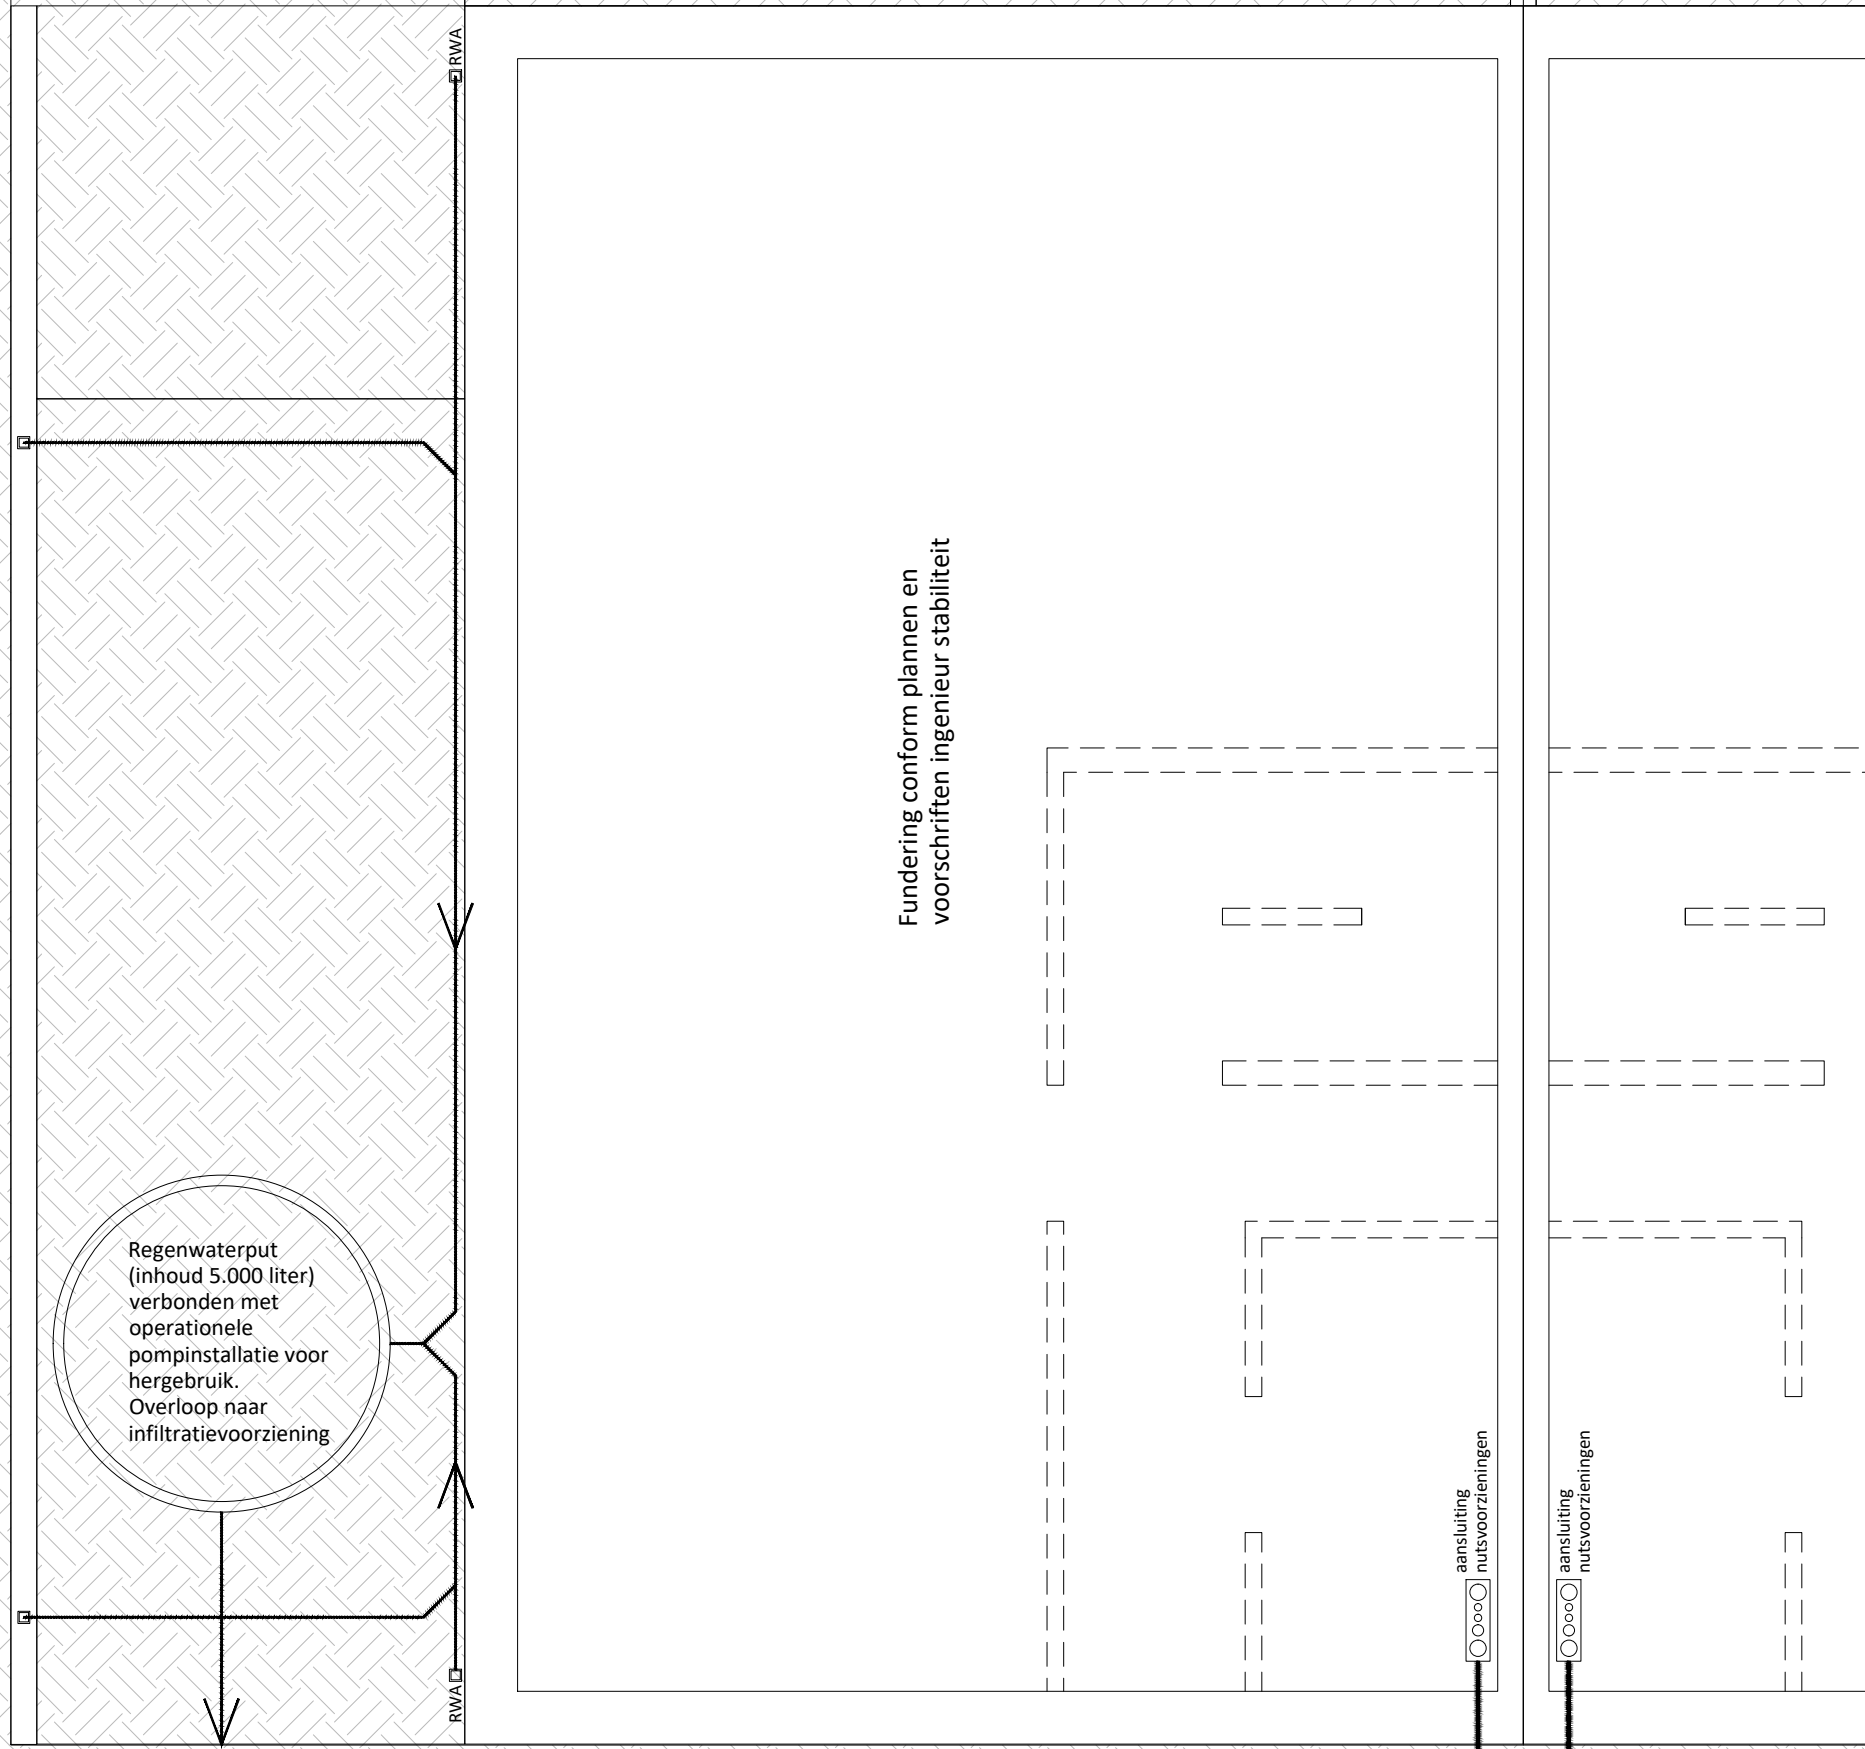 RWA
Fundering conform plannen en
voorschriften ingenieur stabiliteit
Regenwaterput
(inhoud 5.000 liter)
verbonden met
operationele
pompinstallatie voor
hergebruik.
Overloop naar
infiltratievoorziening
RWA
aansluiting
nutsvoorzieningen
aansluiting
nutsvoorzieningen